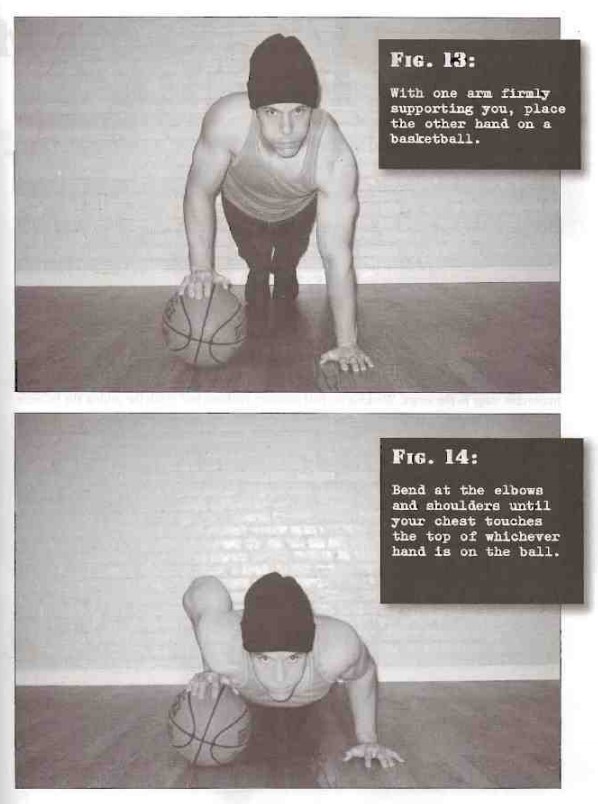 FIG. 13:
With one arm firmly
supporting you, place
the other hand on a
basketball.
FIG. 14:
Bend at the elbows
and shoulders until
your chest touches
the top of whichever
hand is on the ball.